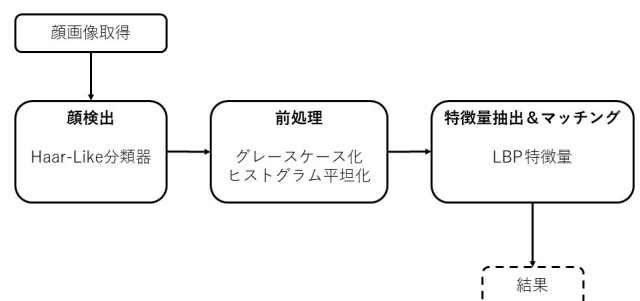 顔画像取得
顔検出
Haar-Like分類器
前処理
グレースケース化
ヒストグラム平坦化
特徴量抽出＆マッチング
LBP特徴量
結果